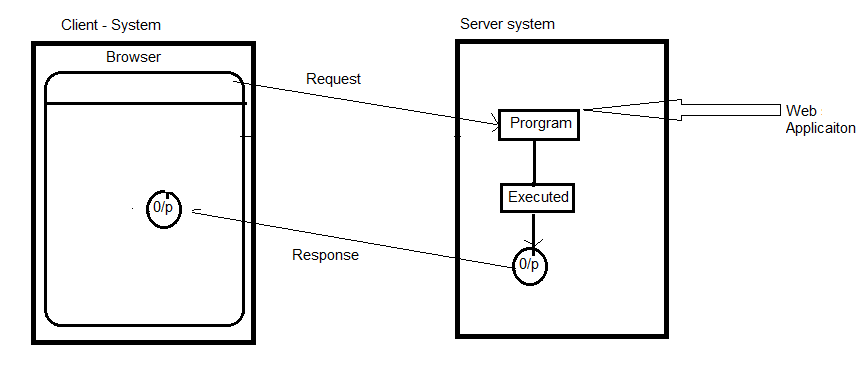 Client - System
Server system
Browser
Request
Prorgram
Web
Applicaiton
Executed
0/p
Response
0/p